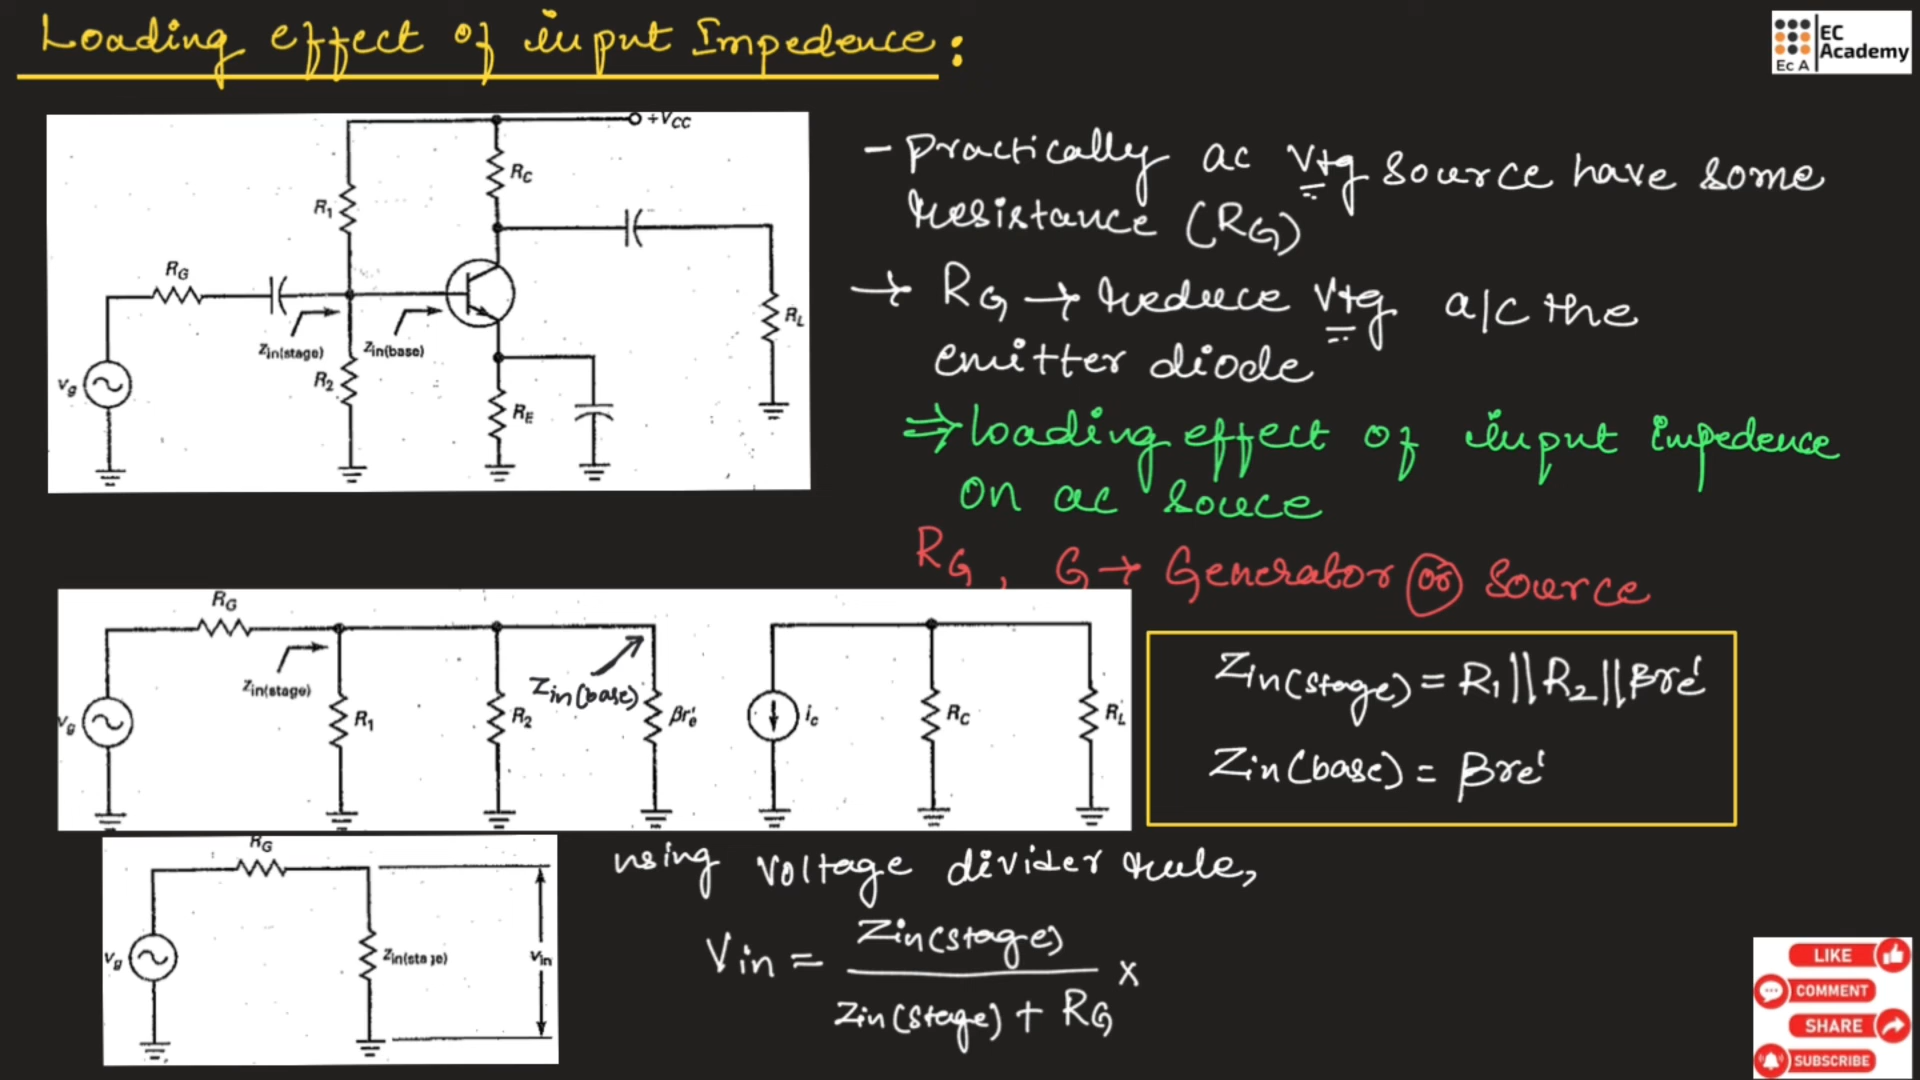 Loading effect of input Impedence :
EC
Academy
Ec A
+VCC
RC
R1
RG
Zin(stage)
Zin(base)
R2
RE
RL
vg
- practically ac Vtg source have some
resistance (RG)
→ RG → reduce Vtg a/c the
emitter diode
⇒ loading effect of input impedence
on ac souce
RG, G → Generator or source
RG
Zin(stage)
vg
R1
R2
Zin(base)
βre'
ic
RC
RL
Zin(stage) = R1||R2||βre'
Zin(base) = βre'
RG
vg
Zin(stage)
vin
using voltage divider rule,
Vin = Zin(stage) / Zin(stage) + RG ×
LIKE
COMMENT
SHARE
SUBSCRIBE